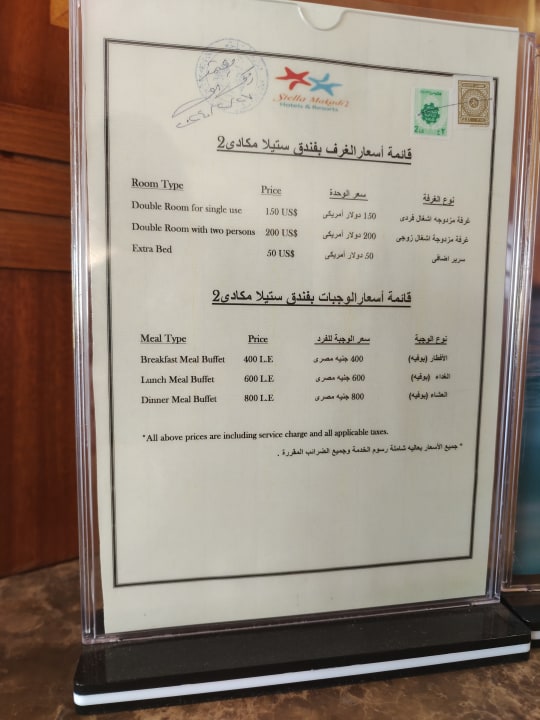 Stella Makadi
Hotels & Resorts
قائمة أسعارالغرف بفندق ستيلا مكادى2
Room Type Price سعر الوحدة نوع الغرفة
Double Room for single use 150 US$ 150 دولار أمريكى غرفة مزدوجه اشغال فردى
Double Room with two persons 200 US$ 200 دولار أمريكى غرفة مزدوجة اشغال زوجى
Extra Bed 50 US$ 50 دولار أمريكى سرير اضافى
قائمة أسعارالوجبات بفندق ستيلا مكادى2
Meal Type Price سعر الوجبة للفرد نوع الوجبة
Breakfast Meal Buffet 400 L.E 400 جنيه مصرى الأفطار (بوفيه)
Lunch Meal Buffet 600 L.E 600 جنيه مصرى الغداء (بوفيه)
Dinner Meal Buffet 800 L.E 800 جنيه مصرى العشاء (بوفيه)
*All above prices are including service charge and all applicable taxes.
* جميع الأسعار بعاليه شاملة رسوم الخدمة وجميع الضرائب المقررة .